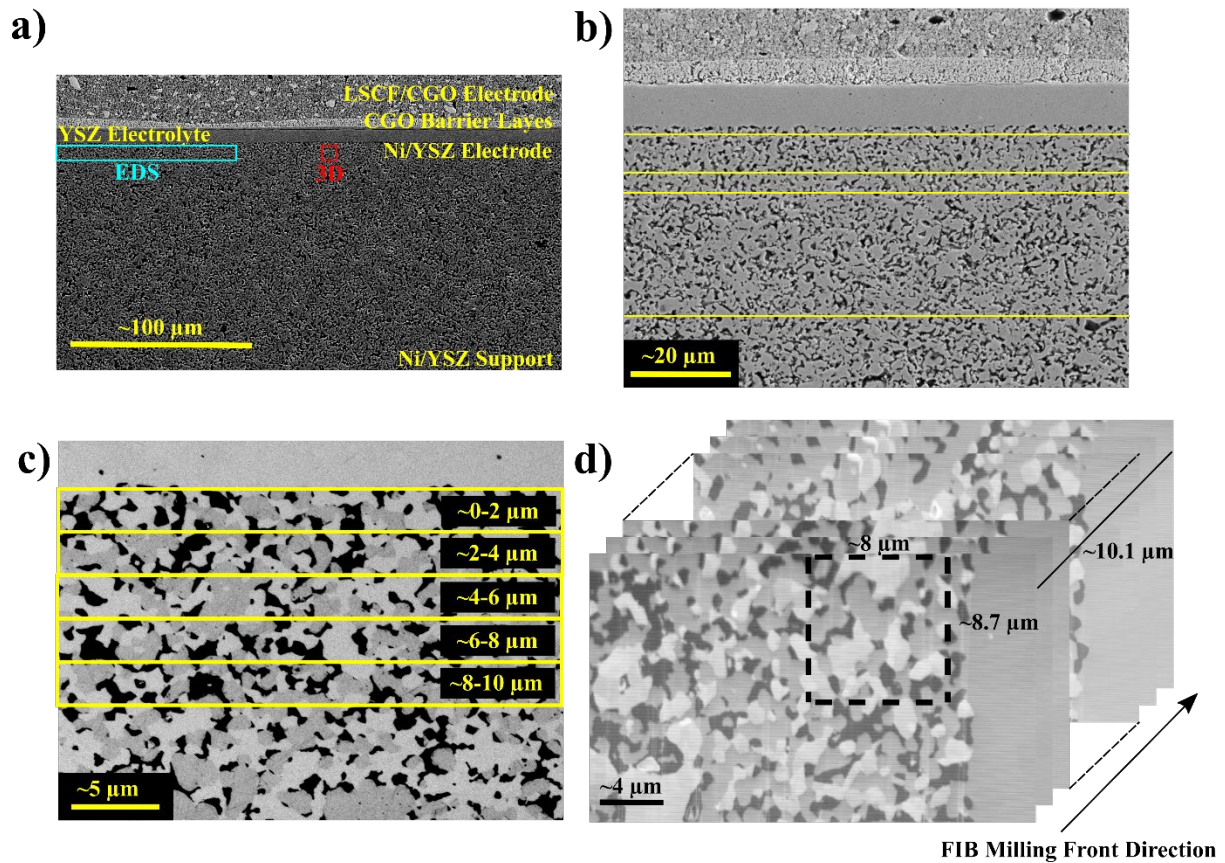 a)
LSCF/CGO Electrode
CGO Barrier Layes
YSZ Electrolyte
Ni/YSZ Electrode
EDS
3D
~100 µm
Ni/YSZ Support
b)
~20 µm
c)
~0-2 µm
~2-4 µm
~4-6 µm
~6-8 µm
~8-10 µm
~5 µm
d)
~8 µm
~10.1 µm
~8.7 µm
~4 µm
FIB Milling Front Direction